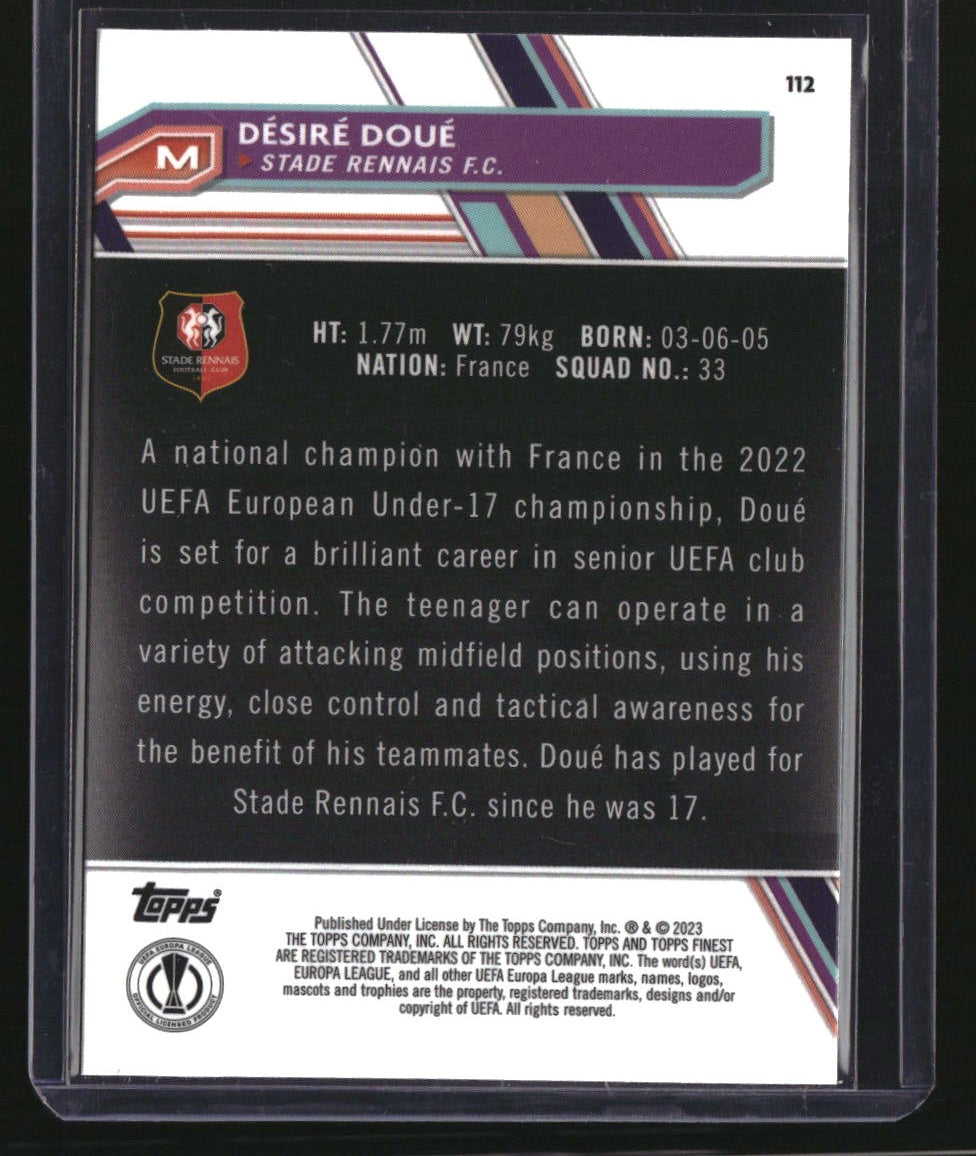 112
M
DÉSIRÉ DOUÉ
STADE RENNAIS F.C.
STADE RENNAIS
FOOTBALL CLUB
1901
HT: 1.77m WT: 79kg BORN: 03-06-05
NATION: France SQUAD NO.: 33
A national champion with France in the 2022
UEFA European Under-17 championship, Doué
is set for a brilliant career in senior UEFA club
competition. The teenager can operate in a
variety of attacking midfield positions, using his
energy, close control and tactical awareness for
the benefit of his teammates. Doué has played for
Stade Rennais F.C. since he was 17.
topps®
UEFA EUROPA LEAGUE
OFFICIAL LICENSED PRODUCT
Published Under License by The Topps Company, Inc. ® & © 2023
THE TOPPS COMPANY, INC. ALL RIGHTS RESERVED. TOPPS AND TOPPS FINEST
ARE REGISTERED TRADEMARKS OF THE TOPPS COMPANY, INC. The word(s) UEFA,
EUROPA LEAGUE, and all other UEFA Europa League marks, names, logos,
mascots and trophies are the property, registered trademarks, designs and/or
copyright of UEFA. All rights reserved.